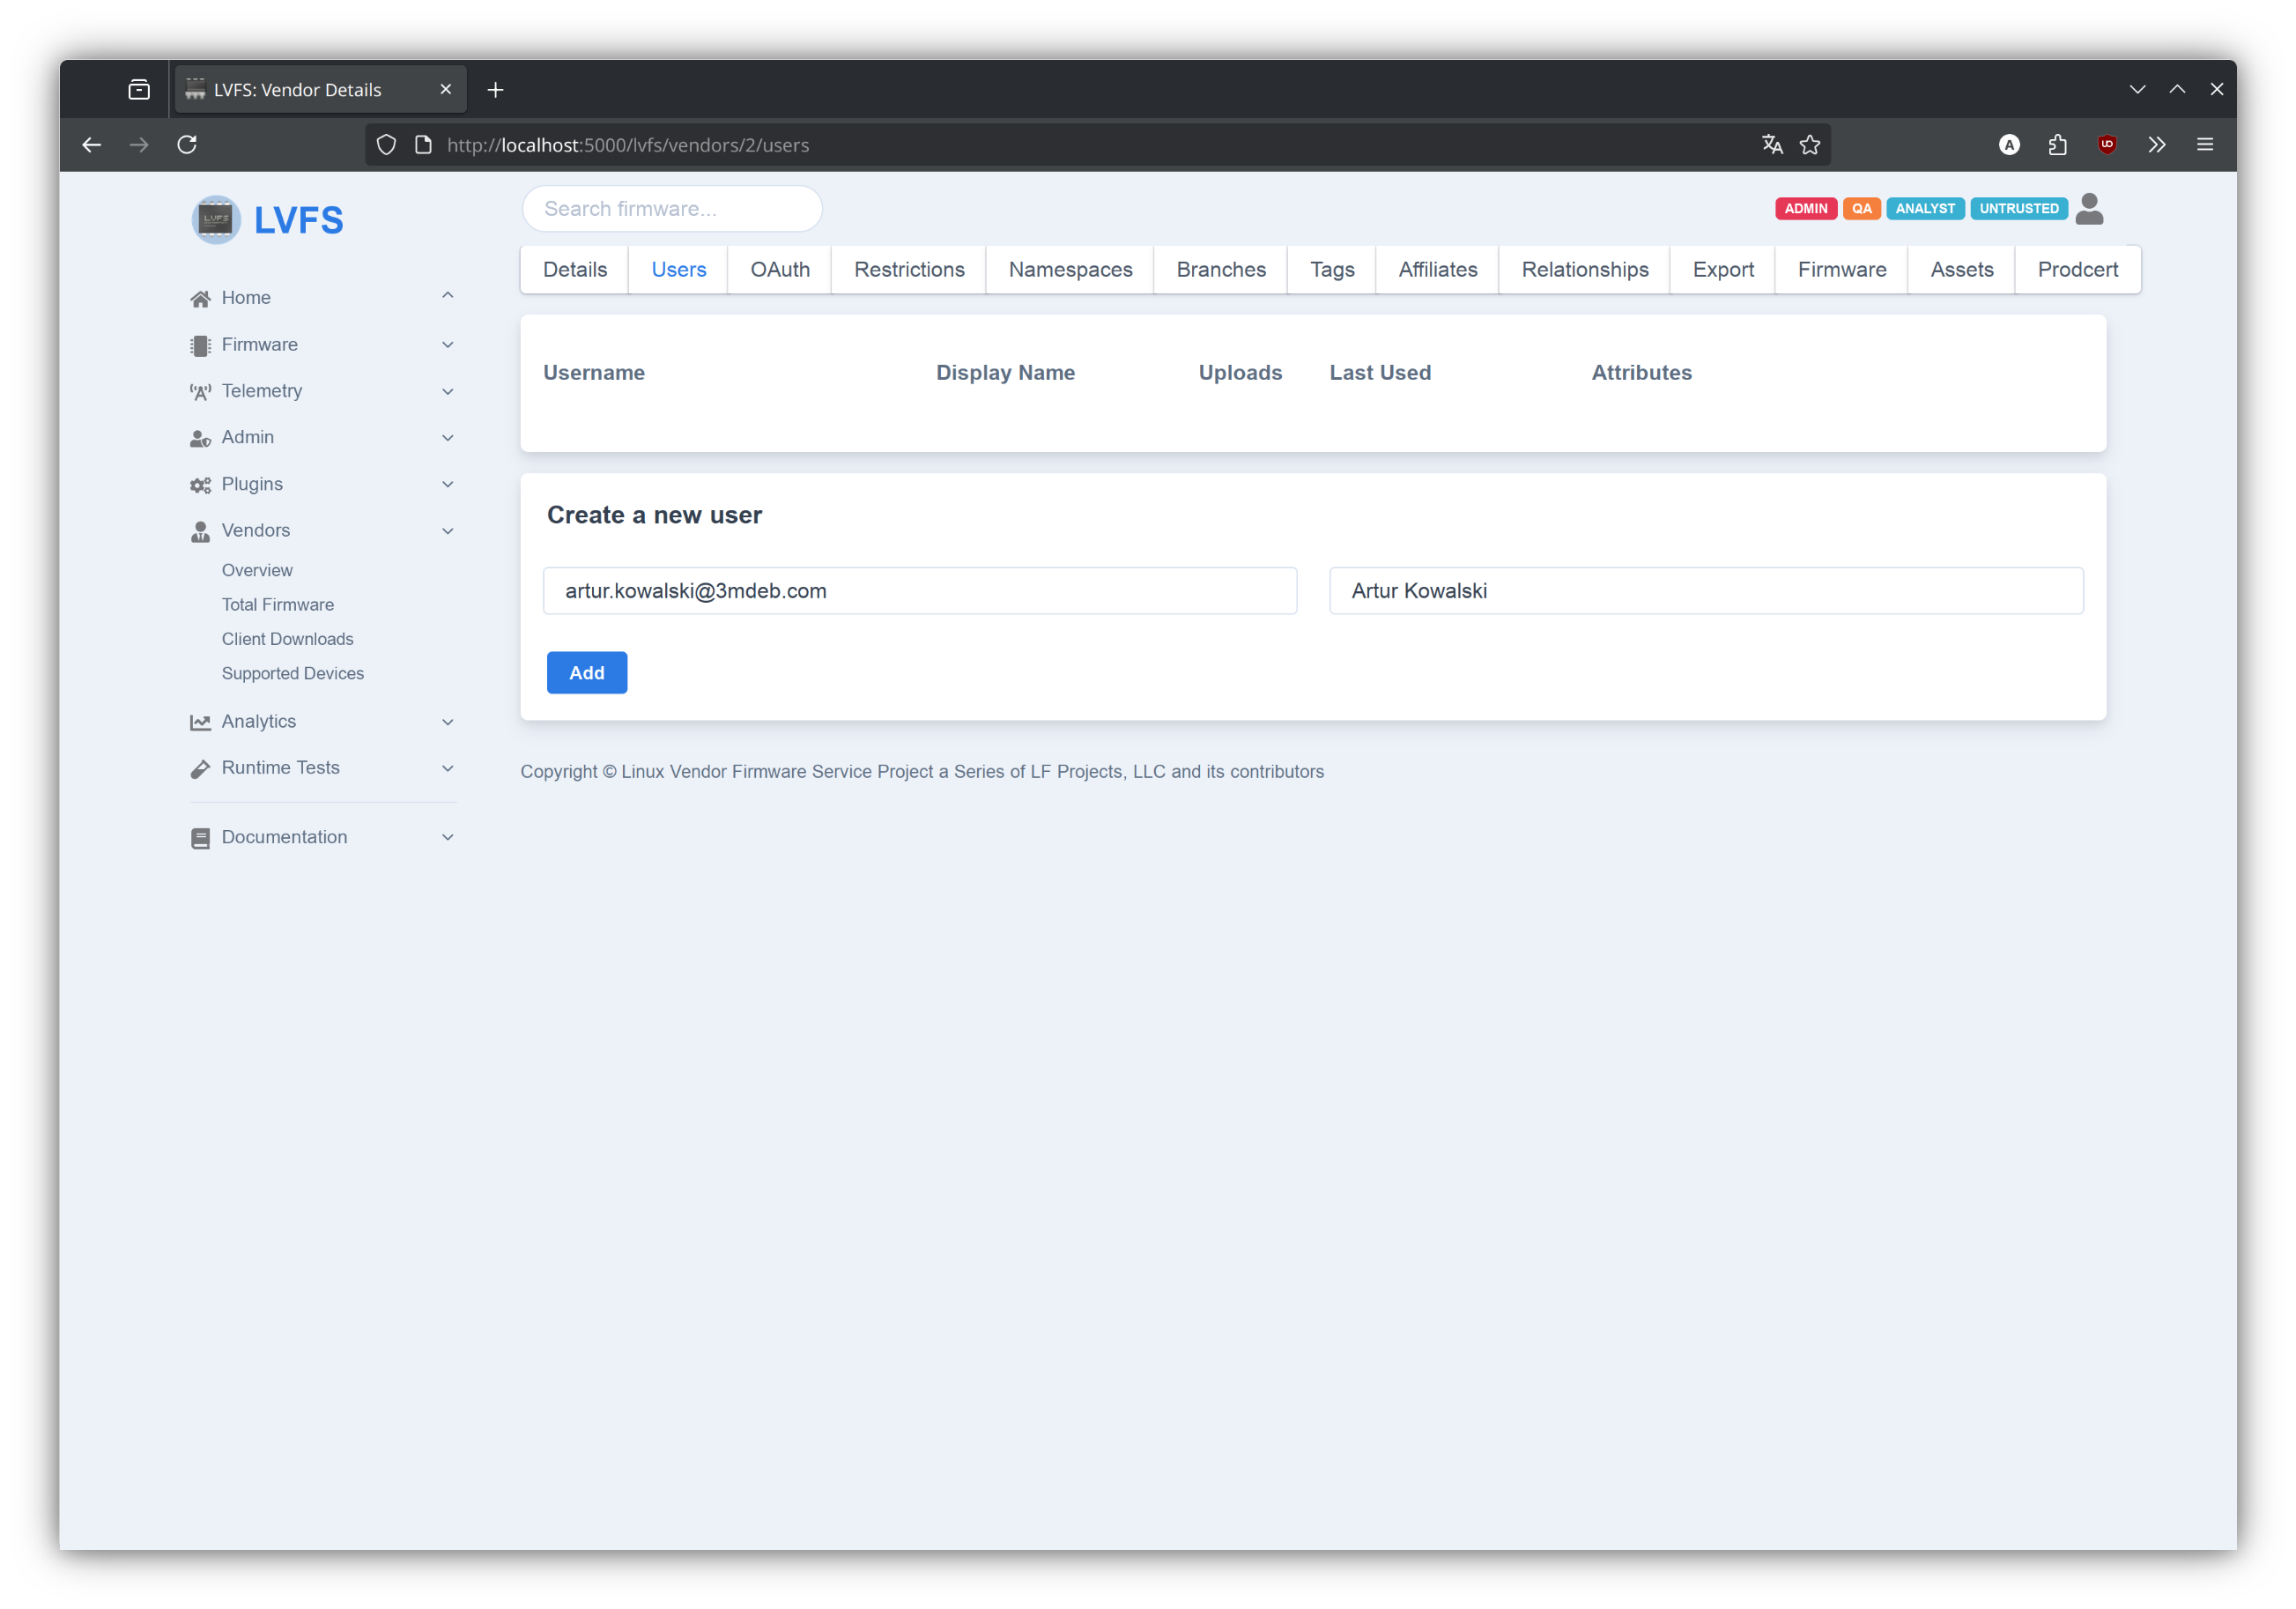 LVFS: Vendor Details
http://localhost:5000/lvfs/vendors/2/users
LVFS
Search firmware...
ADMIN QA ANALYST UNTRUSTED
Details Users OAuth Restrictions Namespaces Branches Tags Affiliates Relationships Export Firmware Assets Prodcert
Home
Firmware
Telemetry
Admin
Plugins
Vendors
Overview
Total Firmware
Client Downloads
Supported Devices
Analytics
Runtime Tests
Documentation
Username Display Name Uploads Last Used Attributes
Create a new user
artur.kowalski@3mdeb.com Artur Kowalski
Add
Copyright © Linux Vendor Firmware Service Project a Series of LF Projects, LLC and its contributors